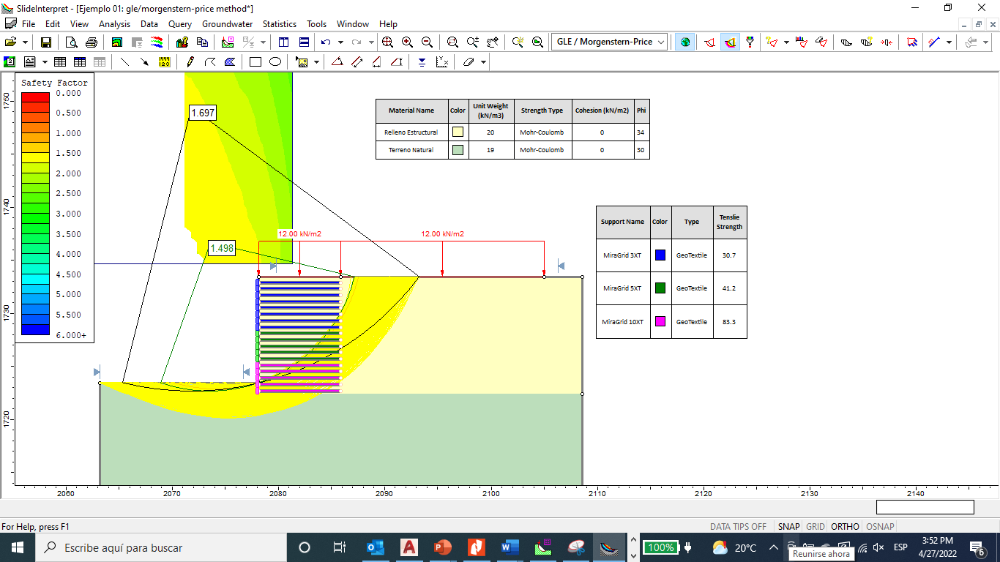 SlideInterpret - [Ejemplo 01: gle/morgenstern-price method*]
File Edit View Analysis Data Query Groundwater Statistics Tools Window Help
GLE / Morgenstern-Price
Safety Factor
0.000
0.500
1.000
1.500
2.000
2.500
3.000
3.500
4.000
4.500
5.000
5.500
6.000+
1.697
1.498
12.00 kN/m2 12.00 kN/m2
Material Name Color Unit Weight (kN/m3) Strength Type Cohesion (kN/m2) Phi
Relleno Estructural 20 Mohr-Coulomb 0 34
Terreno Natural 19 Mohr-Coulomb 0 30
Support Name Color Type Tenslie Strength
MiraGrid 3XT GeoTextile 30.7
MiraGrid 5XT GeoTextile 41.2
MiraGrid 10XT GeoTextile 83.3
1750
1740
1730
1720
2060 2070 2080 2090 2100 2110 2120 2130 2140
For Help, press F1
DATA TIPS OFF SNAP GRID ORTHO OSNAP
Escribe aquí para buscar
100%
20°C
ESP
3:52 PM
4/27/2022
6
Reunirse ahora